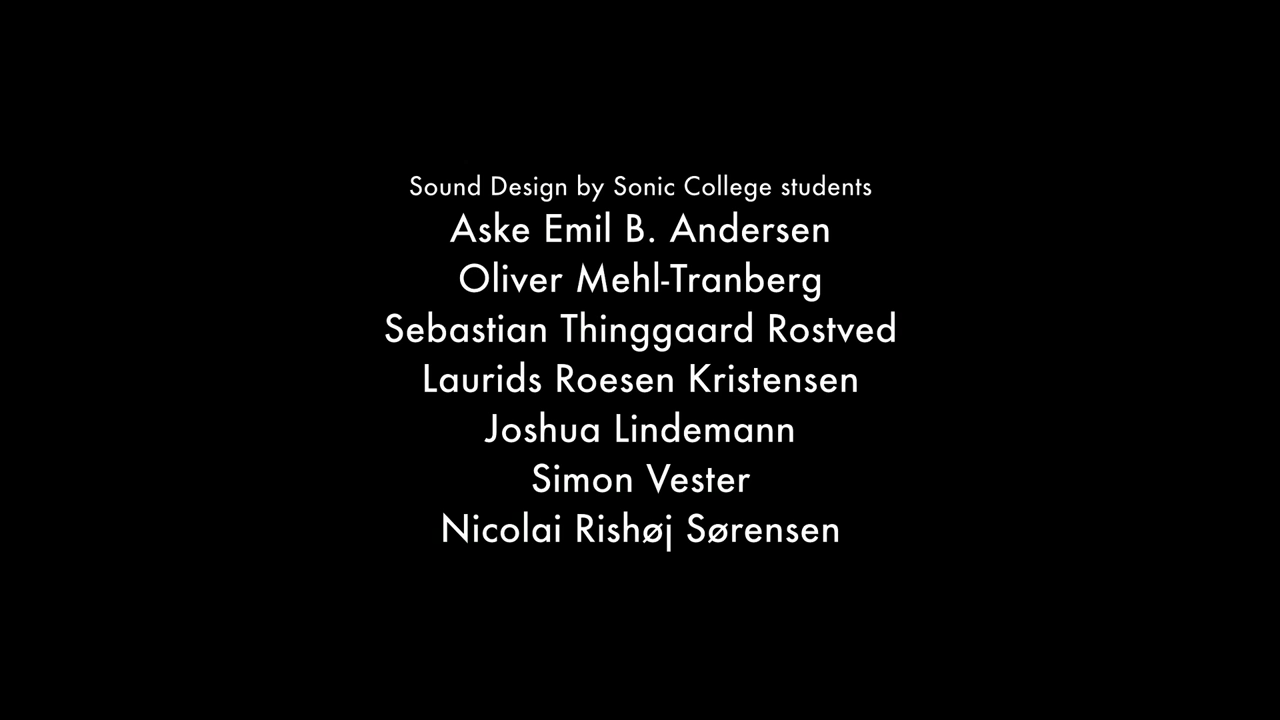 Sound Design by Sonic College students
Aske Emil B. Andersen
Oliver Mehl-Tranberg
Sebastian Thinggaard Rostved
Laurids Roesen Kristensen
Joshua Lindemann
Simon Vester
Nicolai Rishøj Sørensen